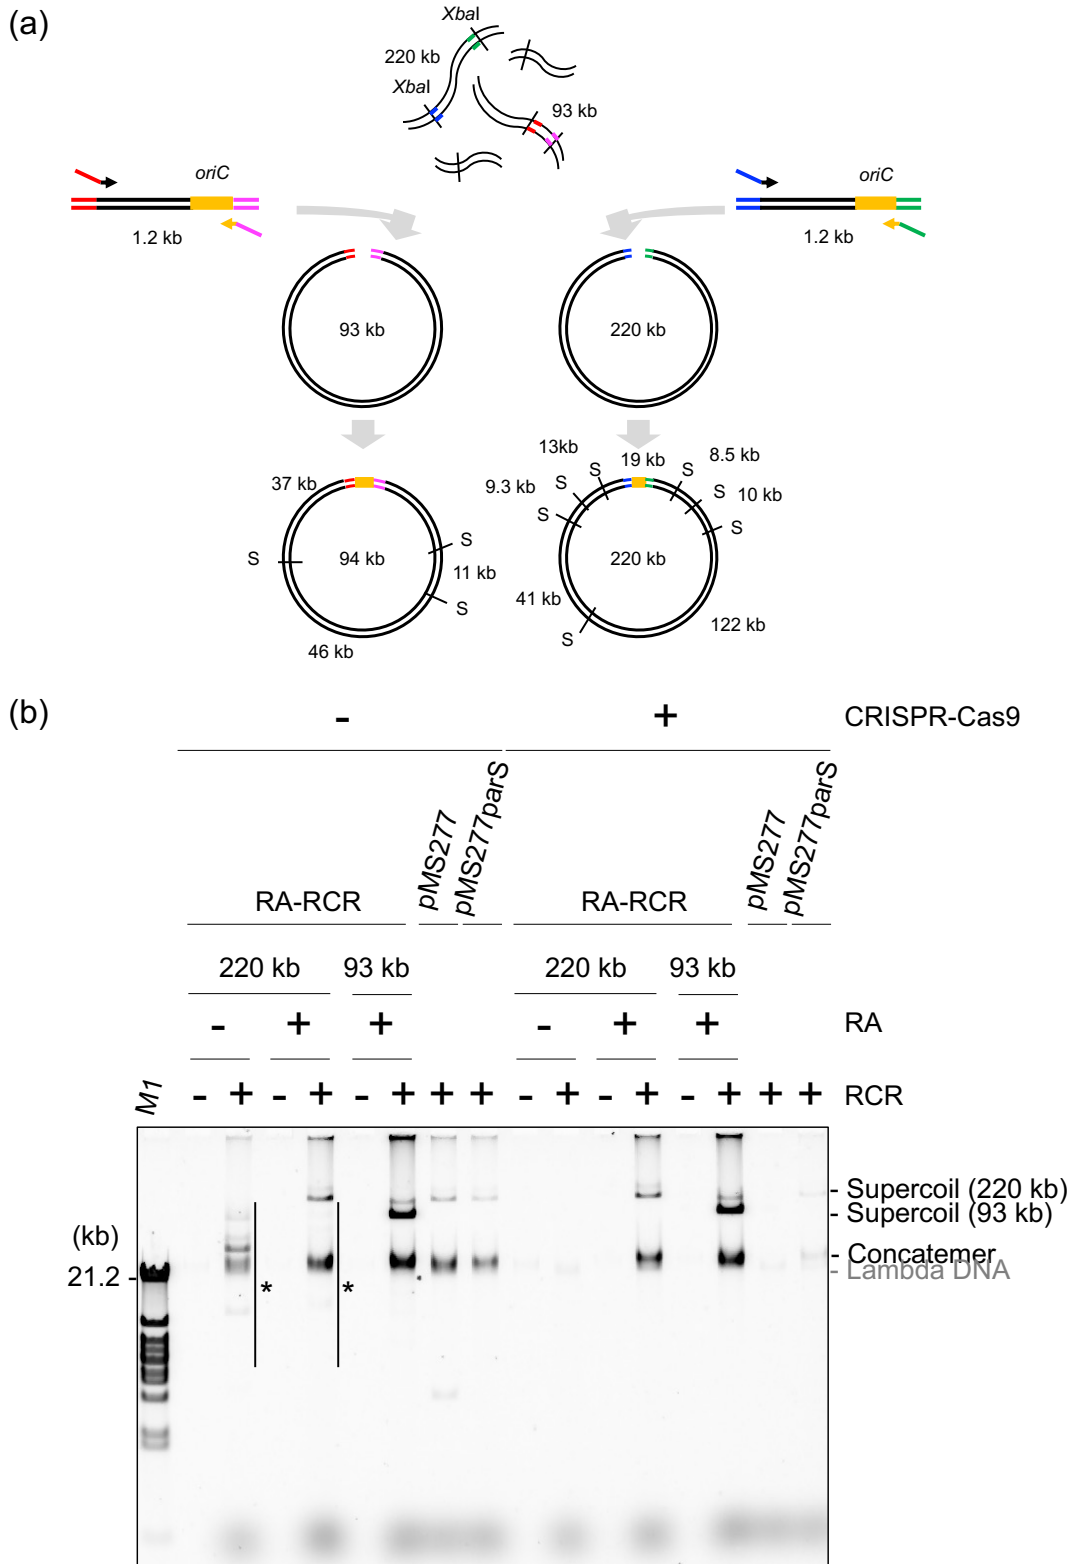 (a)
XbaI
220 kb
XbaI
93 kb
oriC
1.2 kb
oriC
1.2 kb
93 kb
220 kb
37 kb
S
94 kb
S
11 kb
S
46 kb
13kb
19 kb
8.5 kb
S
S
9.3 kb
S
S
10 kb
S
S
220 kb
41 kb
S
122 kb
(b)
- + CRISPR-Cas9
RA-RCR pMS277 pMS277parS RA-RCR pMS277 pMS277parS
220 kb 93 kb 220 kb 93 kb
- + + - + + RA
M1 - + - + - + + + - + - + - + + + RCR
(kb)
21.2
* *
Supercoil (220 kb)
Supercoil (93 kb)
Concatemer
Lambda DNA